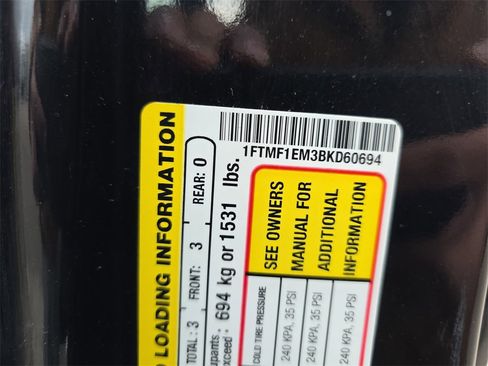 1FTMF1EM3BKD60694
LOADING INFORMATION
TOTAL: 3 FRONT: 3 REAR: 0
694 kg or 1531 lbs.
COLD TIRE PRESSURE
240 KPA, 35 PSI
240 KPA, 35 PSI
240 KPA, 35 PSI
SEE OWNERS
MANUAL FOR
ADDITIONAL
INFORMATION